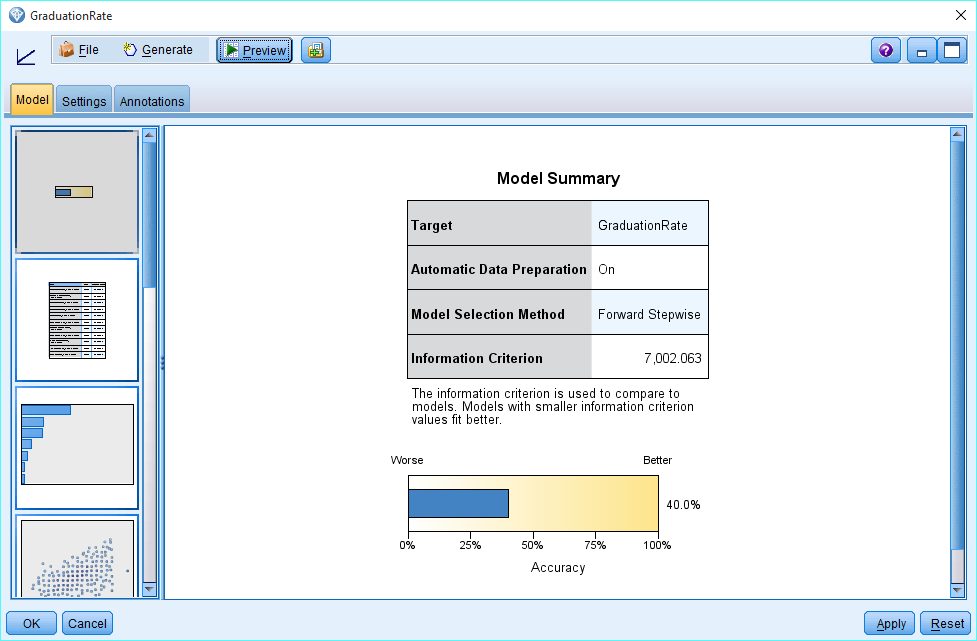 GraduationRate
File
Generate
Preview
Model
Settings
Annotations
Model Summary
Target
GraduationRate
Automatic Data Preparation
On
Model Selection Method
Forward Stepwise
Information Criterion
7,002.063
The information criterion is used to compare to
models. Models with smaller information criterion
values fit better.
Worse
Better
40.0%
0%
25%
50%
75%
100%
Accuracy
OK
Cancel
Apply
Reset